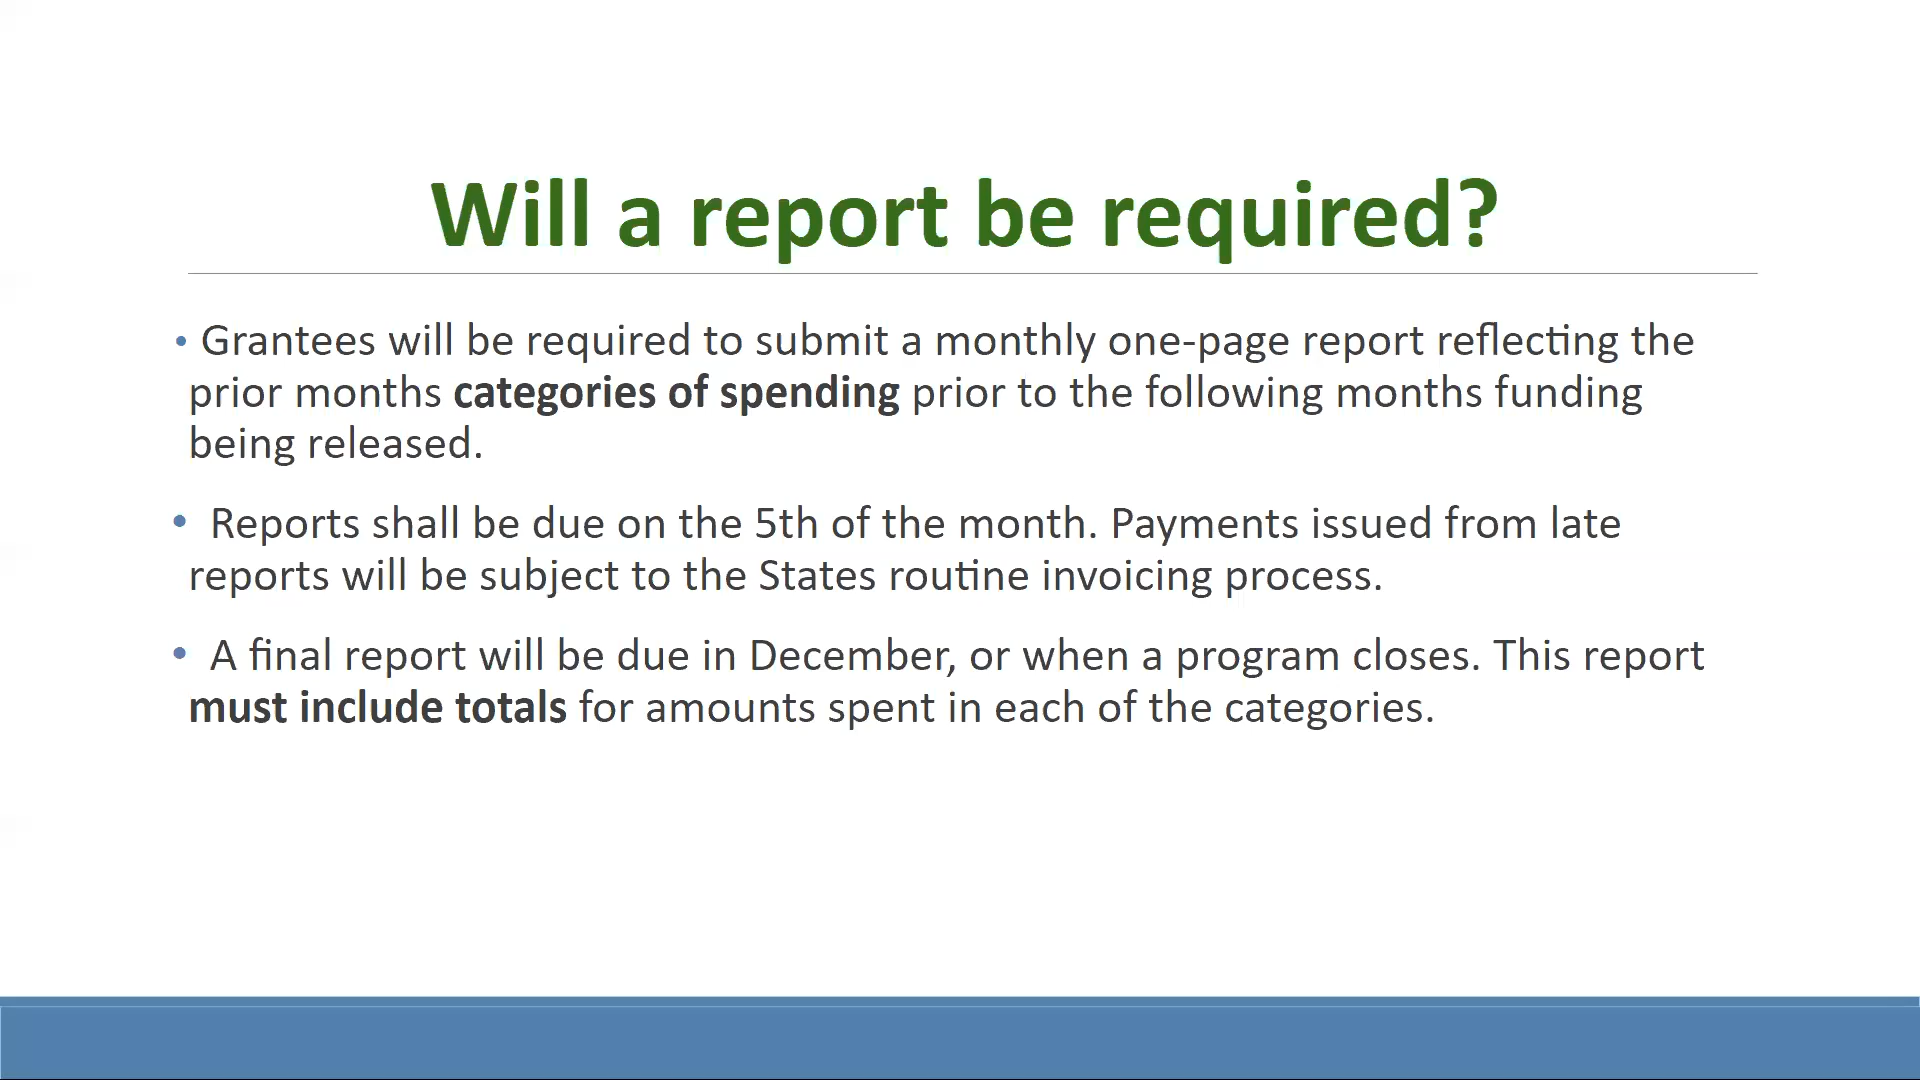 Will a report be required?
• Grantees will be required to submit a monthly one-page report reflecting the
prior months categories of spending prior to the following months funding
being released.
• Reports shall be due on the 5th of the month. Payments issued from late
reports will be subject to the States routine invoicing process.
• A final report will be due in December, or when a program closes. This report
must include totals for amounts spent in each of the categories.